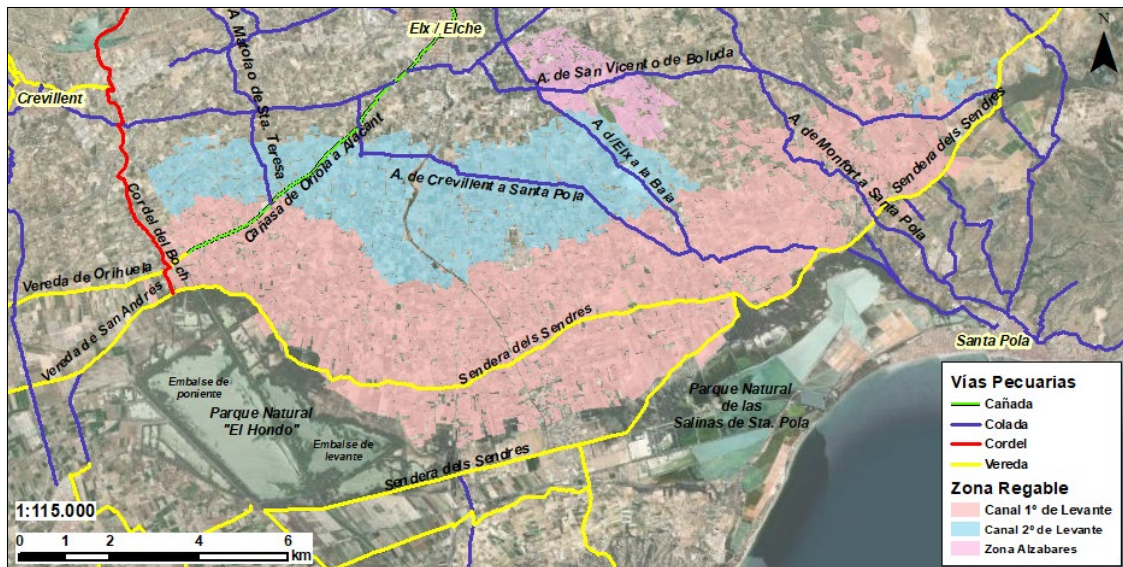 Elx / Elche
N
A. Matolao de Sta. Teresa
A. de San Vicento de Boluda
Crevillent
Cordel del Boch
Cañasa de Oriola a Alacant
A. de Crevillent a Santa Pola
A. d/Elx a la Baia
A. de Monfort a Santa Pola
Sendera dels Sendres
Vereda de Orihuela
Vereda de San Andrés
Sendera dels Sendres
Santa Pola
Embalse de
poniente
Parque Natural
"El Hondo"
Embalse de
levante
Parque Natural
de las
Salinas de Sta. Pola
Sendera dels Sendres
1:115.000
0 1 2 4 6
km
Vías Pecuarias
Cañada
Colada
Cordel
Vereda
Zona Regable
Canal 1º de Levante
Canal 2º de Levante
Zona Alzabares